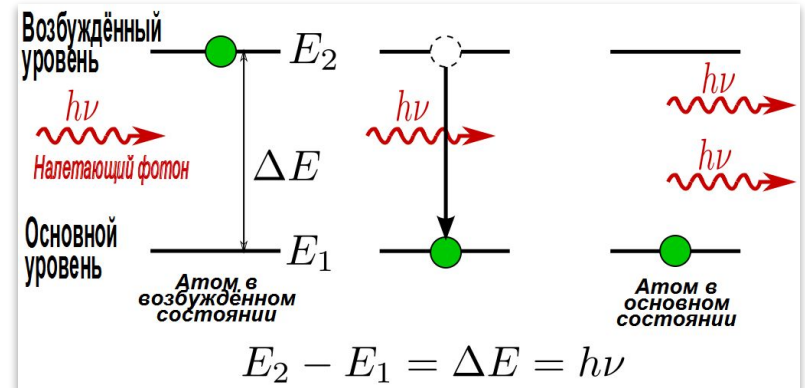 Возбуждённый
уровень
E₂
hν
Налетающий фотон
ΔE
hν
hν
hν
Основной
уровень
E₁
Атом в
возбуждённом
состоянии
Атом в
основном
состоянии
E₂ − E₁ = ΔE = hν